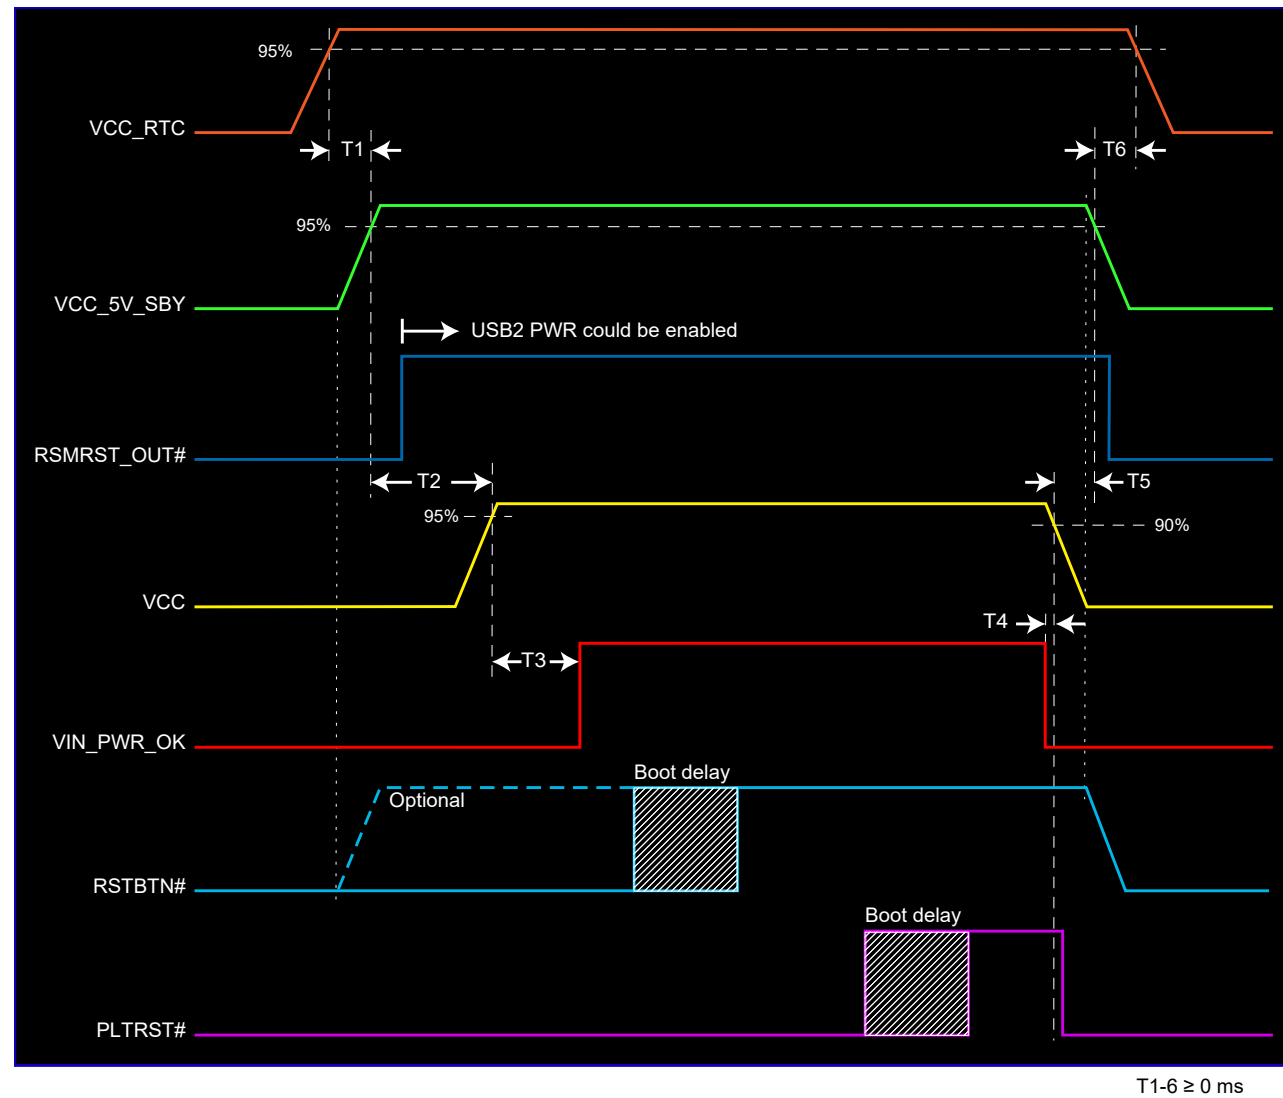 95%
VCC_RTC
T1
T6
95%
VCC_5V_SBY
USB2 PWR could be enabled
RSMRST_OUT#
T2
T5
95%
90%
VCC
T4
T3
VIN_PWR_OK
Boot delay
Optional
RSTBTN#
Boot delay
PLTRST#
T1-6 ≥ 0 ms